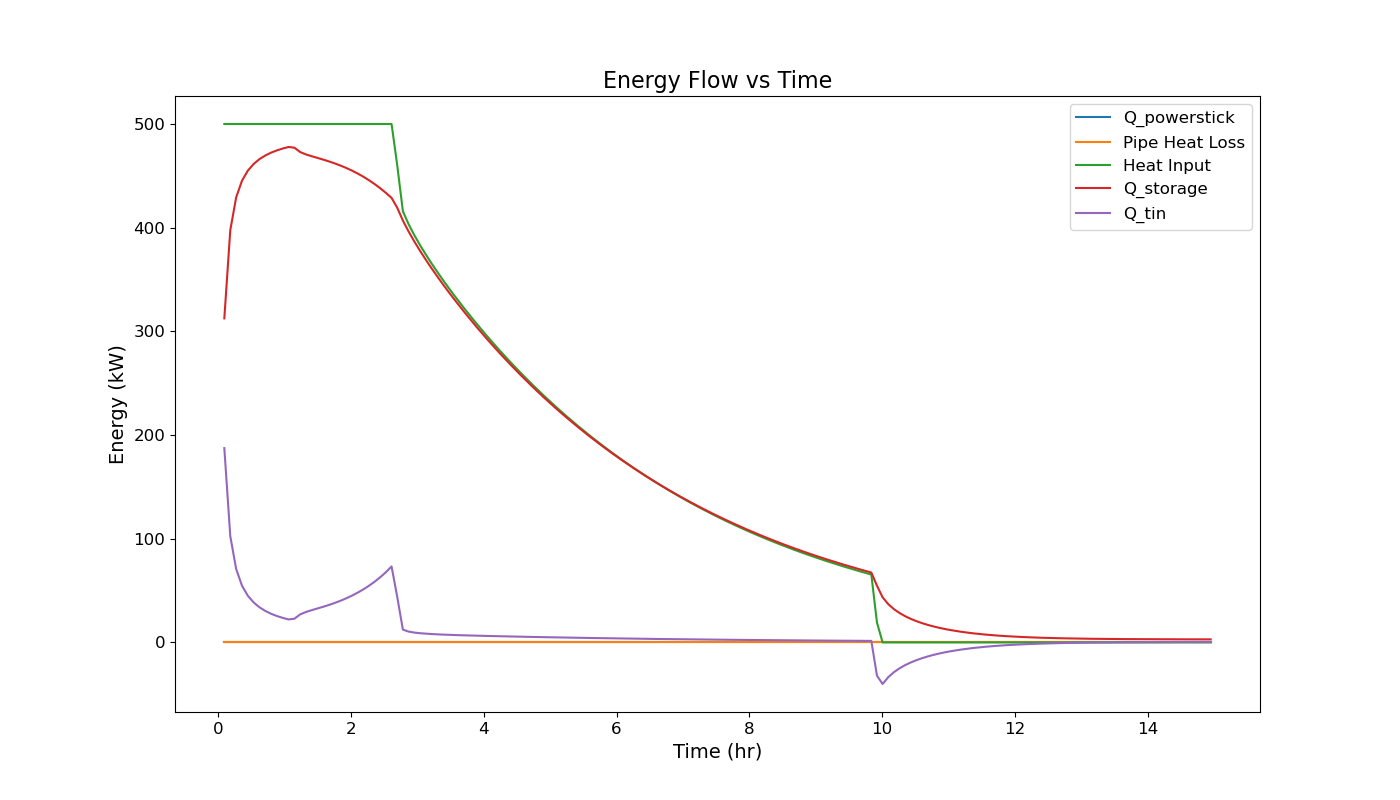 Energy Flow vs Time
Q_powerstick
Pipe Heat Loss
Heat Input
Q_storage
Q_tin
500
400
300
200
100
0
Energy (kW)
0 2 4 6 8 10 12 14
Time (hr)